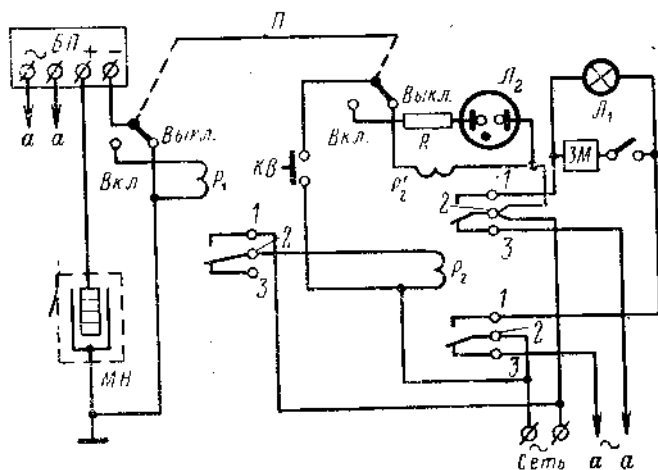 П
~ БП + -
Выкл.
Л₂
Л₁
а а
Выкл.
Вкл.
R
ЗМ
Вкл
Р₁
КВ
Р₂'
1
2
3
1
2
3
Р₂
1
2
3
МН
~
Сеть
а ~ а